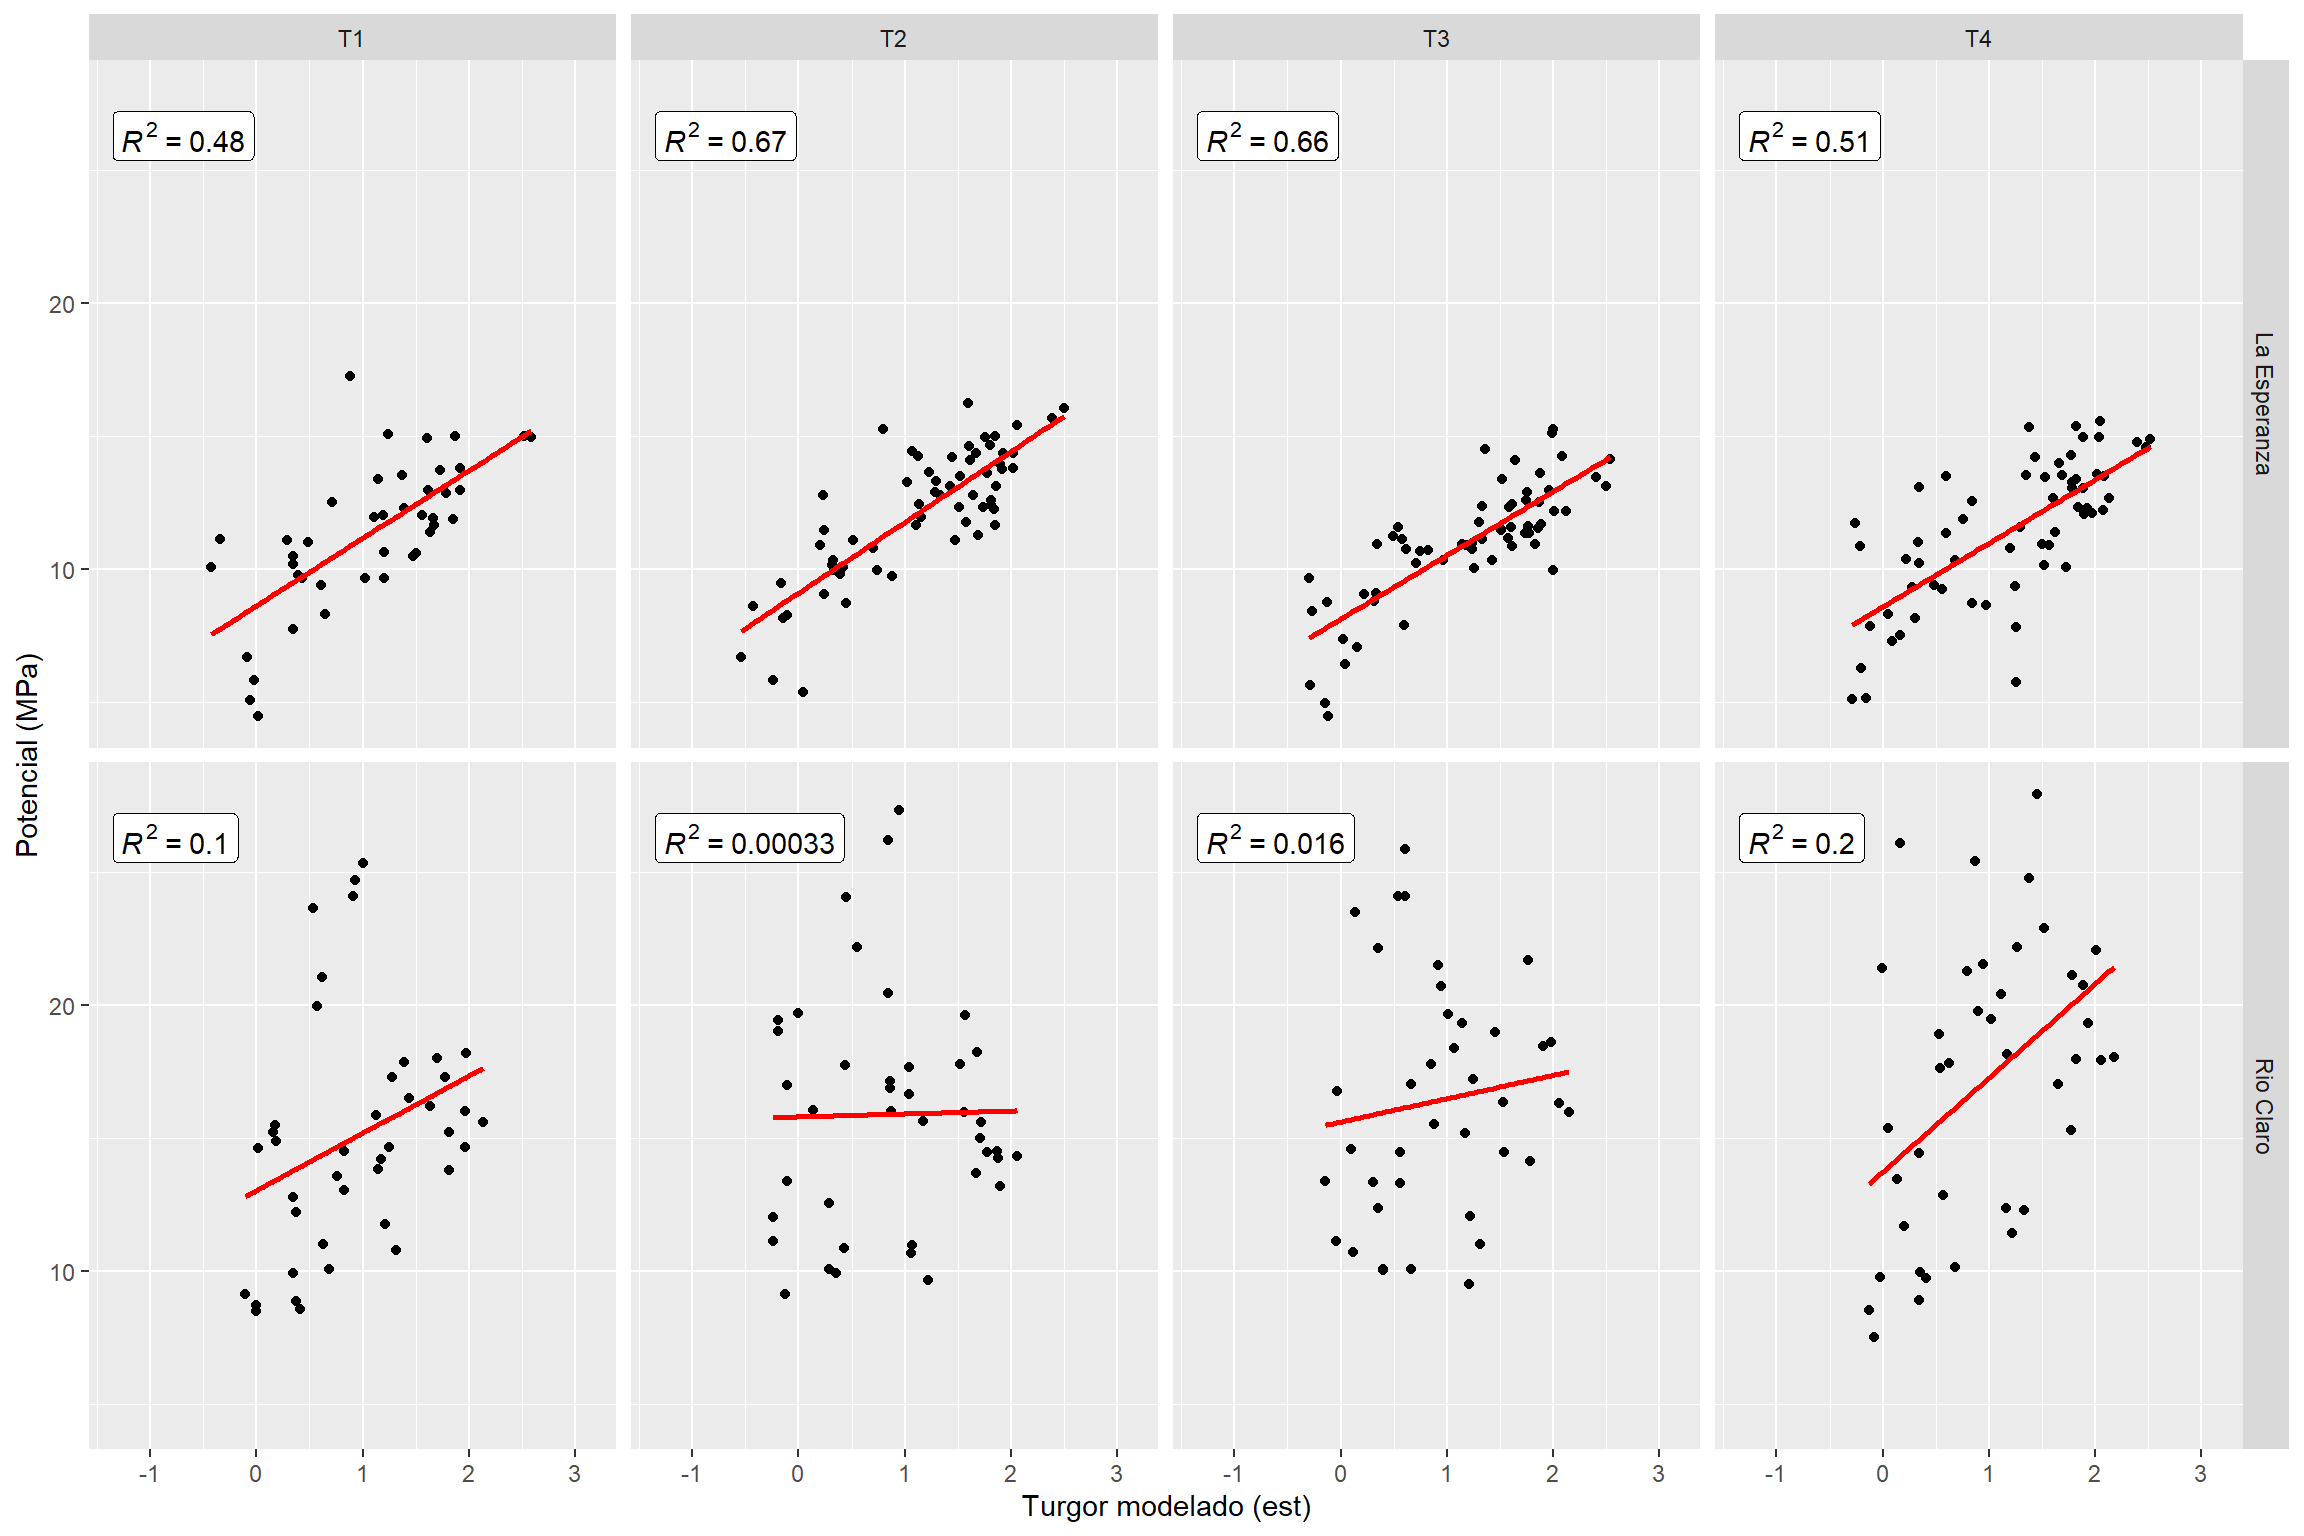 T1 T2 T3 T4
R² = 0.48 R² = 0.67 R² = 0.66 R² = 0.51
La Esperanza
20
10
Potencial (MPa)
R² = 0.1 R² = 0.00033 R² = 0.016 R² = 0.2
Rio Claro
20
10
-1 0 1 2 3 -1 0 1 2 3 -1 0 1 2 3 -1 0 1 2 3
Turgor modelado (est)